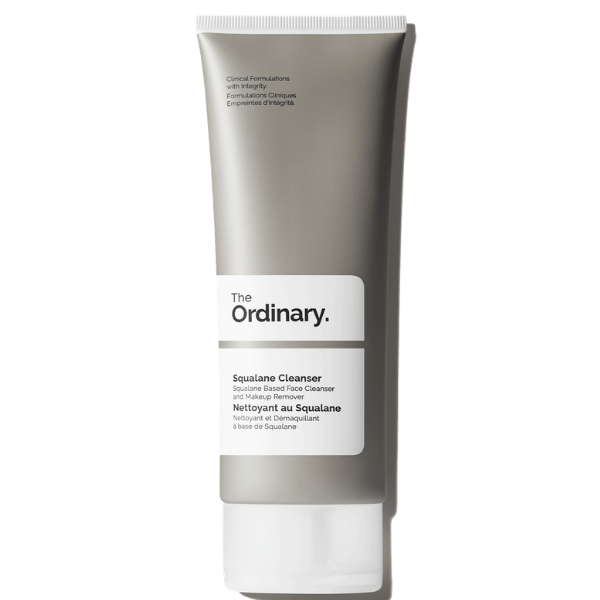 Clinical Formulations
with Integrity.
Formulations Cliniques
Empreintes d'Intégrité.
The
Ordinary.
Squalane Cleanser
Squalane Based Face Cleanser
and Makeup Remover
Nettoyant au Squalane
Nettoyant et Démaquillant
à base de Squalane